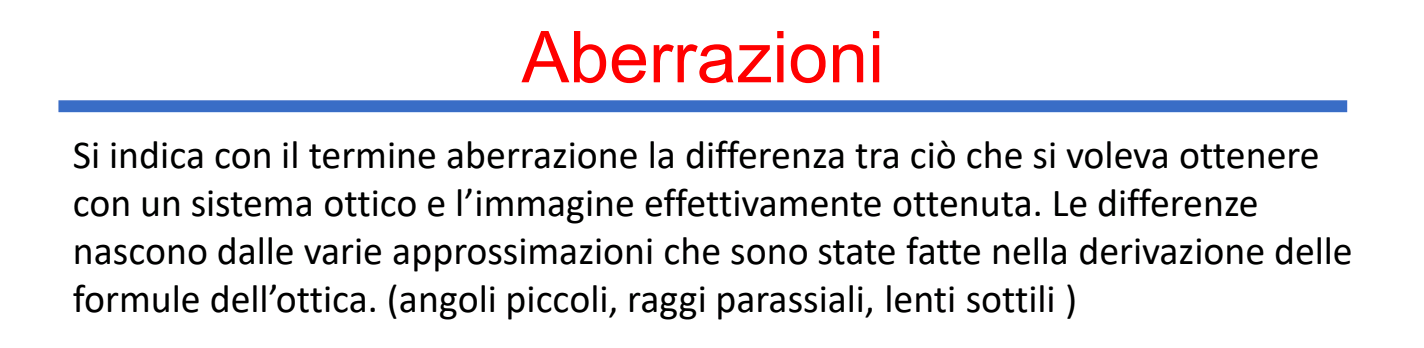 Aberrazioni
Si indica con il termine aberrazione la differenza tra ciò che si voleva ottenere
con un sistema ottico e l’immagine effettivamente ottenuta. Le differenze
nascono dalle varie approssimazioni che sono state fatte nella derivazione delle
formule dell’ottica. (angoli piccoli, raggi parassiali, lenti sottili )